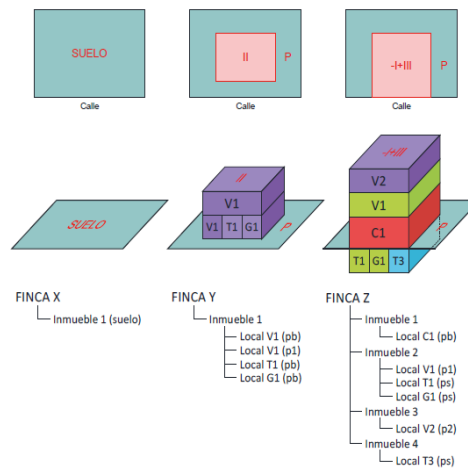 SUELO
II
P
-I+III
P
Calle
Calle
Calle
SUELO
II
V1
V1 T1 G1
P
-I+III
V2
V1
C1
T1 G1 T3
P
FINCA X
Inmueble 1 (suelo)
FINCA Y
Inmueble 1
Local V1 (pb)
Local V1 (p1)
Local T1 (pb)
Local G1 (pb)
FINCA Z
Inmueble 1
Local C1 (pb)
Inmueble 2
Local V1 (p1)
Local T1 (ps)
Local G1 (ps)
Inmueble 3
Local V2 (p2)
Inmueble 4
Local T3 (ps)